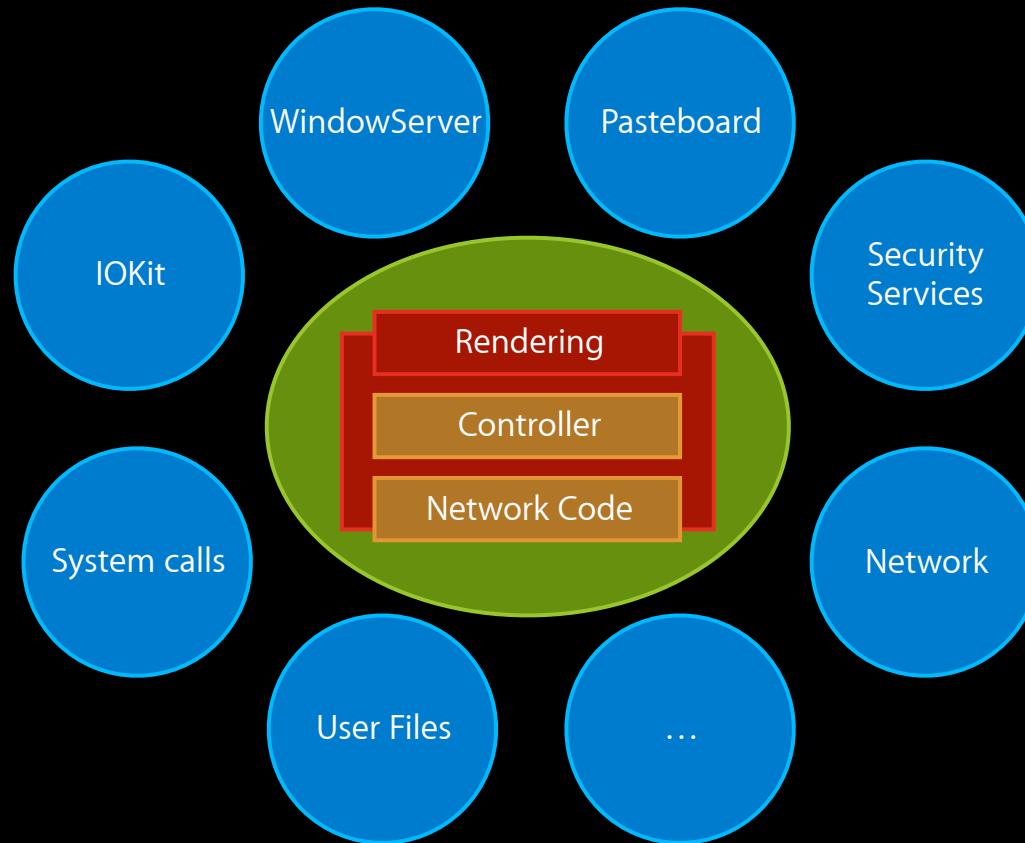 WindowServer
Pasteboard
IOKit
Security
Services
Rendering
Controller
Network Code
System calls
Network
User Files
…